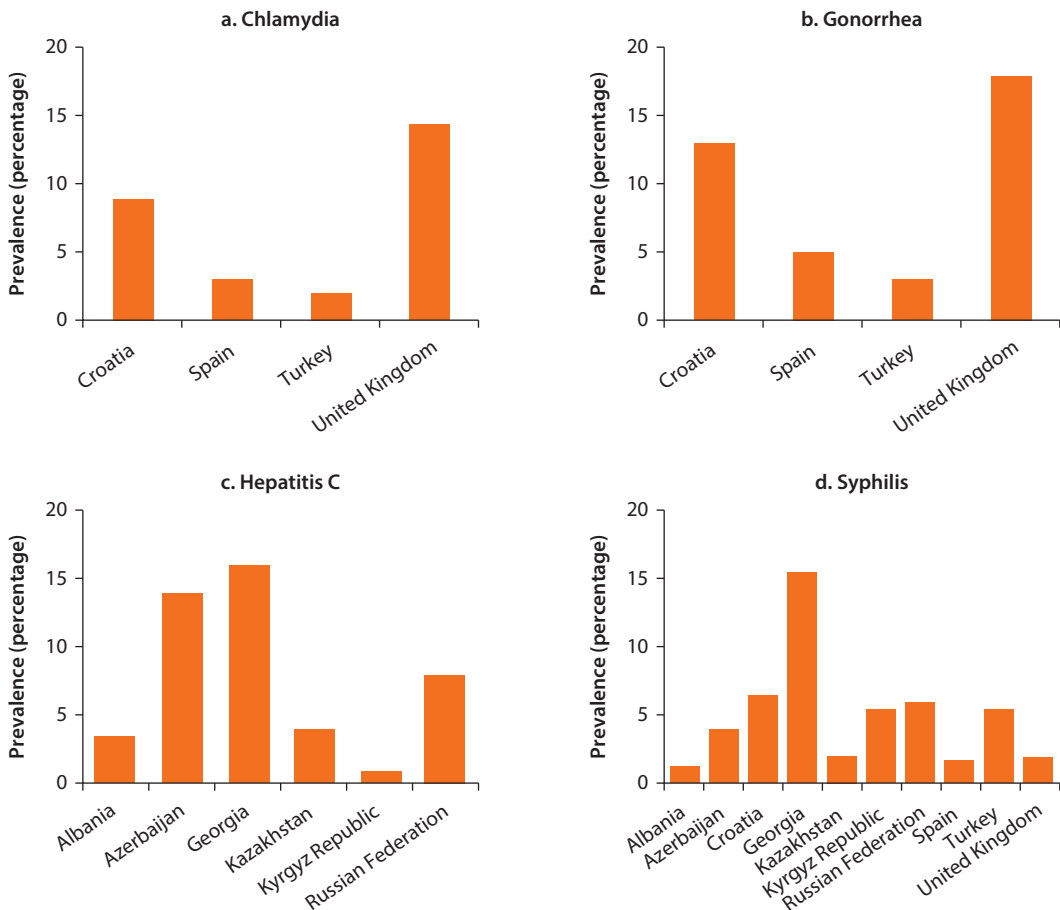 a. Chlamydia
Prevalence (percentage)
20
15
10
5
0
Croatia
Spain
Turkey
United Kingdom
b. Gonorrhea
Prevalence (percentage)
20
15
10
5
0
Croatia
Spain
Turkey
United Kingdom
c. Hepatitis C
Prevalence (percentage)
20
15
10
5
0
Albania
Azerbaijan
Georgia
Kazakhstan
Kyrgyz Republic
Russian Federation
d. Syphilis
Prevalence (percentage)
20
15
10
5
0
Albania
Azerbaijan
Croatia
Georgia
Kazakhstan
Kyrgyz Republic
Russian Federation
Spain
Turkey
United Kingdom